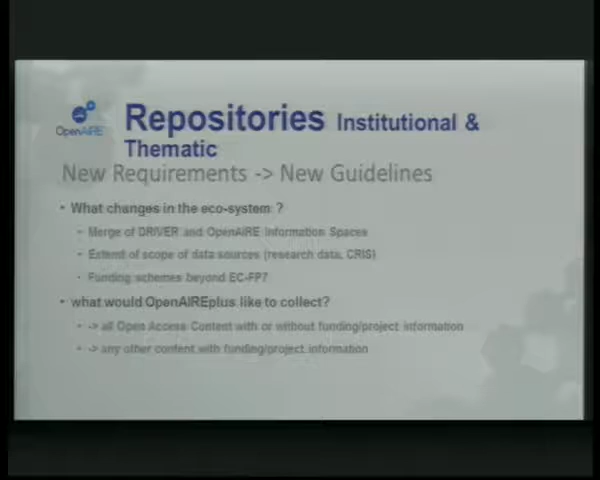 OpenAIRE
Repositories Institutional &
Thematic
New Requirements -> New Guidelines
• What changes in the eco-system ?
• Merge of DRIVER and OpenAIRE Information Spaces
• Extend of scope of data sources (research data, CRIS)
• Funding schemes beyond EC-FP7
• what would OpenAIREplus like to collect?
• -> all Open Access Content with or without funding/project information
• -> any other content with funding/project information